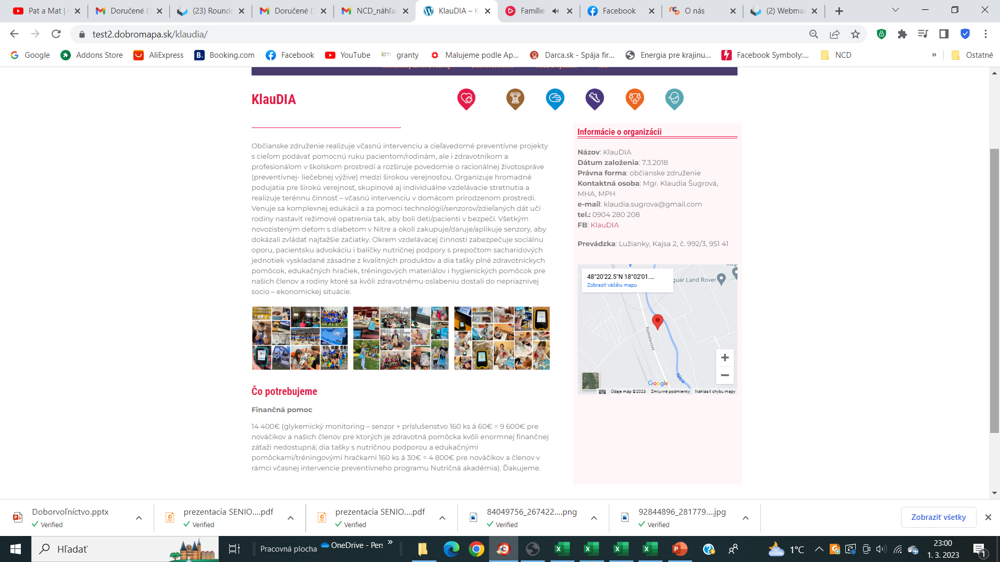 Pat a Mat |
Doručené (
(23) Roundc
Doručené (
NCD_náhľa
KlauDIA – K
Famílie
Facebook
O nás
(2) Webmai
test2.dobromapa.sk/klaudia/
Google
Addons Store
AliExpress
Booking.com
Facebook
YouTube
granty
Malujeme podle Ap...
Darca.sk - Spája fir...
Energia pre krajinu...
Facebook Symboly:...
NCD
»
Ostatné
KlauDIA
Občianske združenie realizuje včasnú intervenciu a cieľavedomé preventívne projekty
s cieľom podávať pomocnú ruku pacientom/rodinám, ale i zdravotníkom a
profesionálom v školskom prostredí a rozširuje povedomie o racionálnej životospráve
(preventívnej- liečebnej výžive) medzi širokou verejnosťou. Organizuje hromadné
podujatia pre širokú verejnosť, skupinové aj individuálne vzdelávacie stretnutia a
realizuje terénnu činnosť – včasnú intervenciu v domácom prirodzenom prostredí.
Venuje sa komplexnej edukácii a za pomoci technológií/senzorov/zdieľaných dát učí
rodiny nastaviť režimové opatrenia tak, aby boli deti/pacienti v bezpečí. Všetkým
novozisteným deťom s diabetom v Nitre a okolí zakupuje/daruje/aplikuje senzory, aby
dokázali zvládať najťažšie začiatky. Okrem vzdelávacej činnosti zabezpečuje sociálnu
oporu, pacientsku advokáciu i balíčky nutričnej podpory s prepočtom sacharidových
jednotiek vyskladané zásadne z kvalitných produktov a dia tašky plné zdravotníckych
pomôcok, edukačných hračiek, tréningových materiálov i hygienických pomôcok pre
našich členov a rodiny ktoré sa kvôli zdravotnému oslabeniu dostali do nepriaznivej
socio – ekonomickej situácie.
Čo potrebujeme
Finančná pomoc
14 400€ (glykemický monitoring – senzor + príslušenstvo 160 ks á 60€ = 9 600€ pre
nováčikov a našich členov pre ktorých je zdravotná pomôcka kvôli enormnej finančnej
záťaži nedostupná; dia tašky s nutričnou podporou a edukačnými
pomôckami/tréningovými hračkami 160 ks á 30€ = 4 800€ pre nováčikov a členov v
rámci včasnej intervencie preventívneho programu Nutričná akadémia). Ďakujeme.
Informácie o organizácii
Názov: KlauDIA
Dátum založenia: 7.3.2018
Právna forma: občianske združenie
Kontaktná osoba: Mgr. Klaudia Šugrová,
MHA, MPH
e-mail: klaudia.sugrova@gmail.com
tel.: 0904 280 208
FB: KlauDIA
Prevádzka: Lužianky, Kajsa 2, č. 992/3, 951 41
48°20'22.5"N 18°02'01....
Zobraziť väčšiu mapu
guar Land Rover
Rastislavova
Nitra
Google
Údaje máp ©2023
Zmluvné podmienky
Nahlásiť chybu mapy
Doborvoľníctvo.pptx
Verified
prezentacia SENIO....pdf
Verified
prezentacia SENIO....pdf
Verified
84049756_267422....png
Verified
92844896_281779....jpg
Verified
Zobraziť všetky
Hľadať
Pracovná plocha
OneDrive - Pers
»
1°C
23:00
1. 3. 2023
1